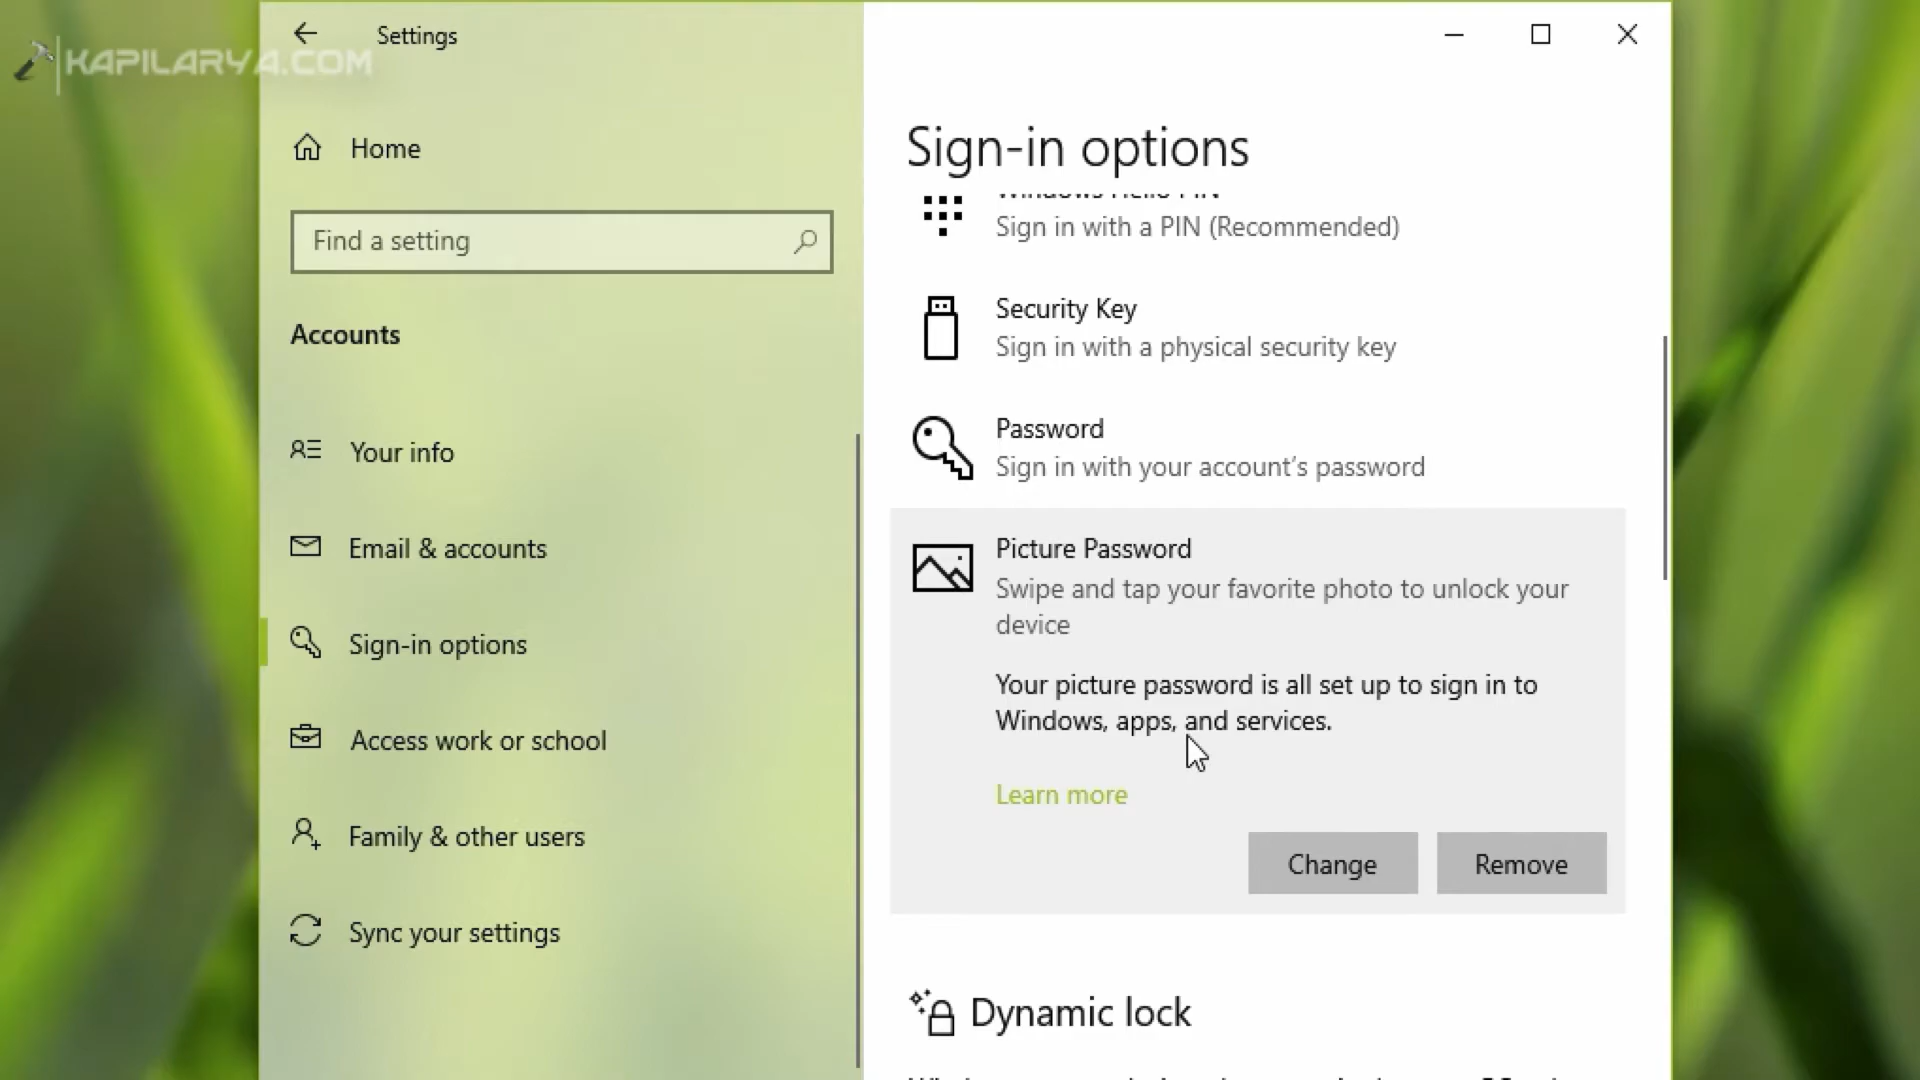 KAPILARYA.COM
Settings
Home
Find a setting
Accounts
Your info
Email & accounts
Sign-in options
Access work or school
Family & other users
Sync your settings
Sign-in options
Windows Hello PIN
Sign in with a PIN (Recommended)
Security Key
Sign in with a physical security key
Password
Sign in with your account's password
Picture Password
Swipe and tap your favorite photo to unlock your
device
Your picture password is all set up to sign in to
Windows, apps, and services.
Learn more
Change
Remove
Dynamic lock